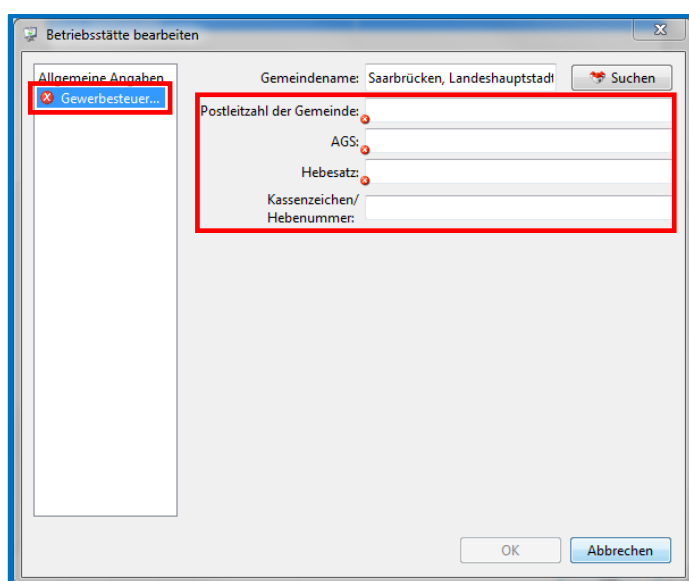 Betriebsstätte bearbeiten
Allgemeine Angaben
Gewerbesteuer...
Gemeindename: Saarbrücken, Landeshauptstadt Suchen
Postleitzahl der Gemeinde:
AGS:
Hebesatz:
Kassenzeichen/
Hebenummer:
OK Abbrechen